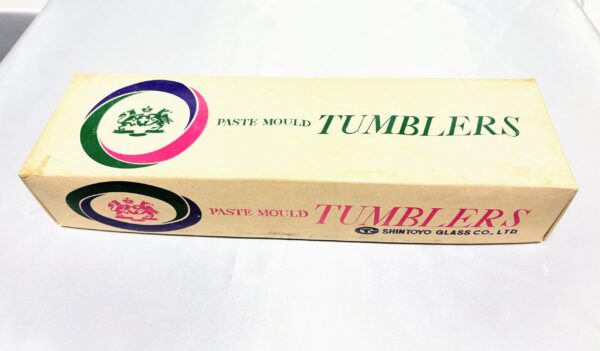 PASTE MOULD TUMBLERS
PASTE MOULD TUMBLERS
SHINTOYO GLASS CO., LTD.